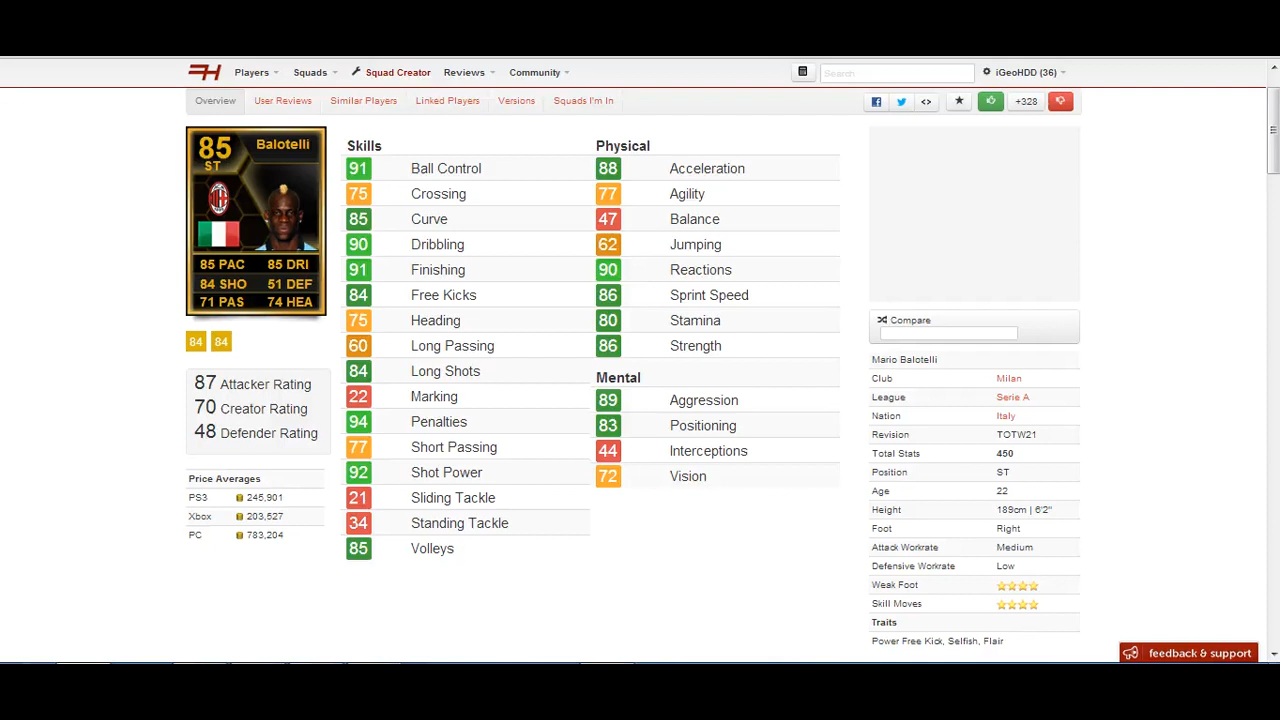 Players Squads Squad Creator Reviews Community Search iGeoHDD (36)
Overview User Reviews Similar Players Linked Players Versions Squads I'm In +328
85 Balotelli
ST
85 PAC 85 DRI
84 SHO 51 DEF
71 PAS 74 HEA
84 84
87 Attacker Rating
70 Creator Rating
48 Defender Rating
Price Averages
PS3 245,901
Xbox 203,527
PC 783,204
Skills
91 Ball Control
75 Crossing
85 Curve
90 Dribbling
91 Finishing
84 Free Kicks
75 Heading
60 Long Passing
84 Long Shots
22 Marking
94 Penalties
77 Short Passing
92 Shot Power
21 Sliding Tackle
34 Standing Tackle
85 Volleys
Physical
88 Acceleration
77 Agility
47 Balance
62 Jumping
90 Reactions
86 Sprint Speed
80 Stamina
86 Strength
Mental
89 Aggression
83 Positioning
44 Interceptions
72 Vision
Compare
Mario Balotelli
Club Milan
League Serie A
Nation Italy
Revision TOTW21
Total Stats 450
Position ST
Age 22
Height 189cm | 6'2"
Foot Right
Attack Workrate Medium
Defensive Workrate Low
Weak Foot
Skill Moves
Traits
Power Free Kick, Selfish, Flair
feedback & support